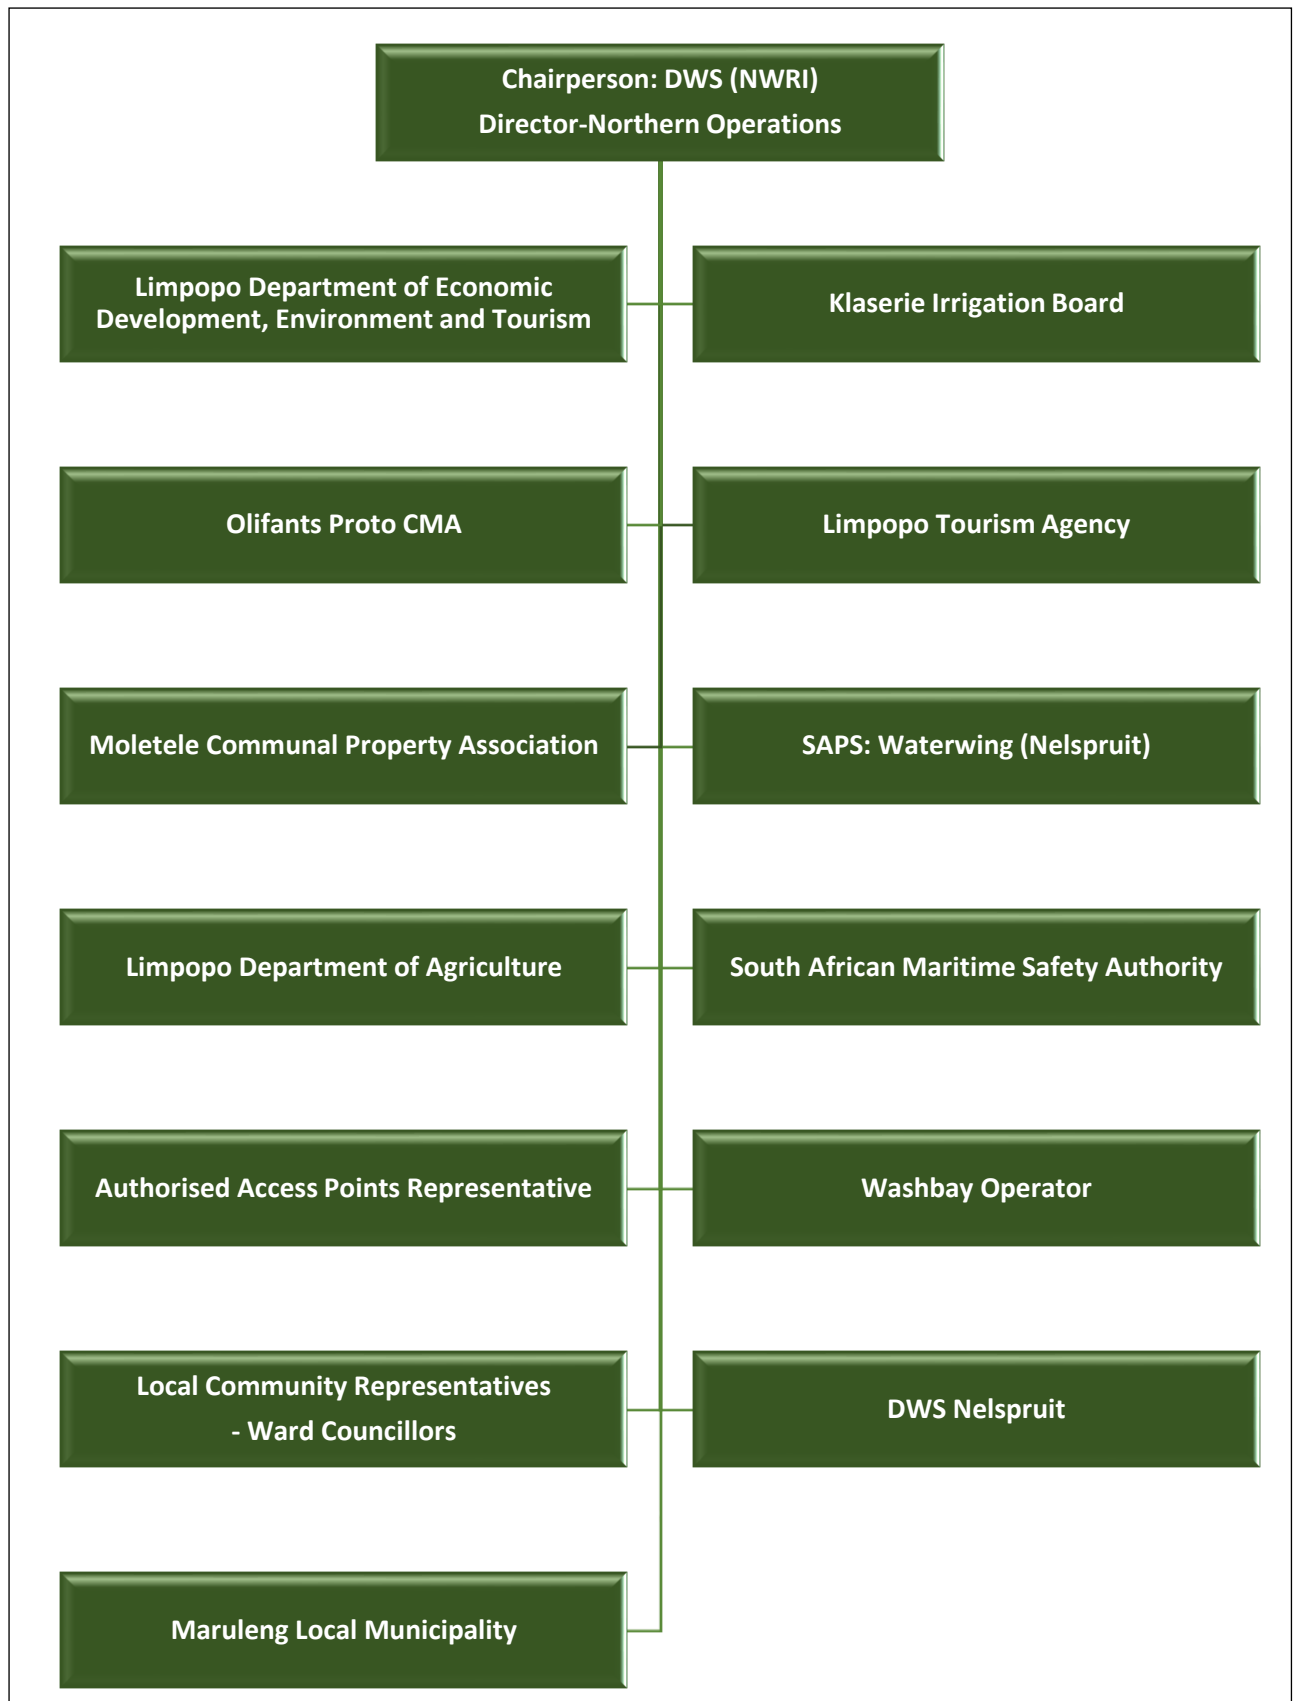 Chairperson: DWS (NWRI)
Director-Northern Operations
Limpopo Department of Economic
Development, Environment and Tourism
Klaserie Irrigation Board
Olifants Proto CMA
Limpopo Tourism Agency
Moletele Communal Property Association
SAPS: Waterwing (Nelspruit)
Limpopo Department of Agriculture
South African Maritime Safety Authority
Authorised Access Points Representative
Washbay Operator
Local Community Representatives
- Ward Councillors
DWS Nelspruit
Maruleng Local Municipality